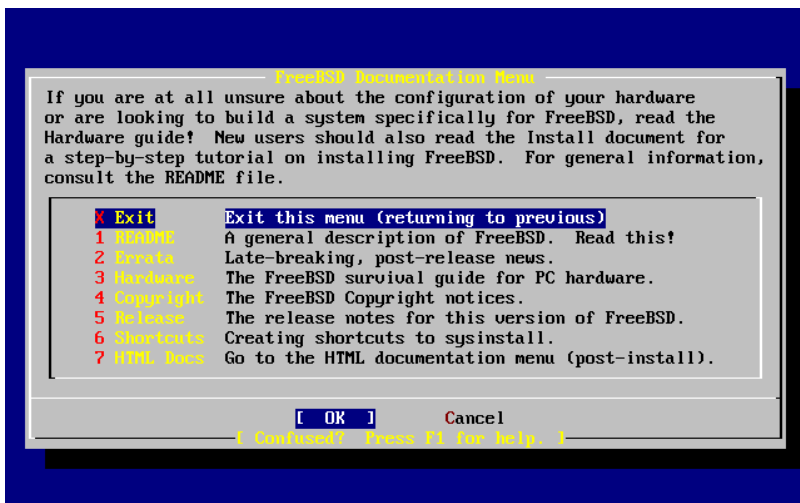 FreeBSD Documentation Menu
If you are at all unsure about the configuration of your hardware
or are looking to build a system specifically for FreeBSD, read the
Hardware guide!  New users should also read the Install document for
a step-by-step tutorial on installing FreeBSD.  For general information,
consult the README file.
X Exit       Exit this menu (returning to previous)
1 README     A general description of FreeBSD.  Read this!
2 Errata     Late-breaking, post-release news.
3 Hardware   The FreeBSD survival guide for PC hardware.
4 Copyright  The FreeBSD Copyright notices.
5 Release    The release notes for this version of FreeBSD.
6 Shortcuts  Creating shortcuts to sysinstall.
7 HTML Docs  Go to the HTML documentation menu (post-install).
[  OK  ]       Cancel
[ Confused?  Press F1 for help. ]